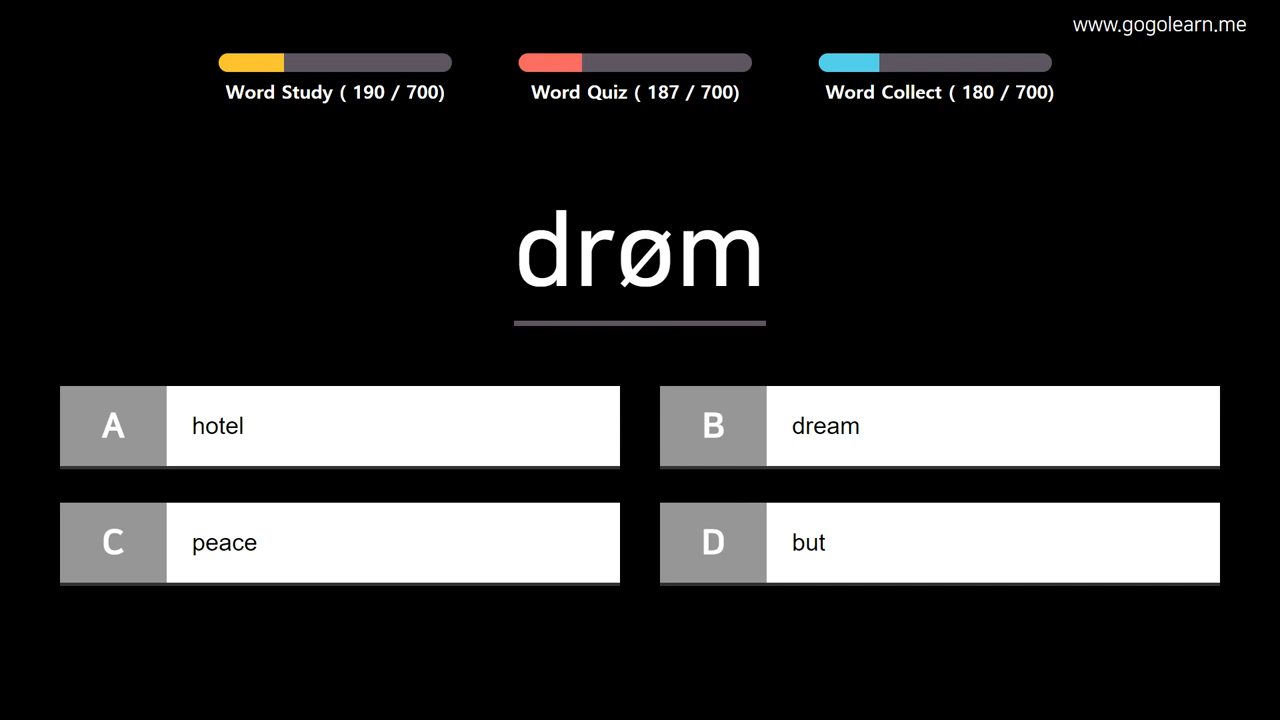 www.gogolearn.me
Word Study ( 190 / 700)
Word Quiz ( 187 / 700)
Word Collect ( 180 / 700)
drøm
A hotel
B dream
C peace
D but